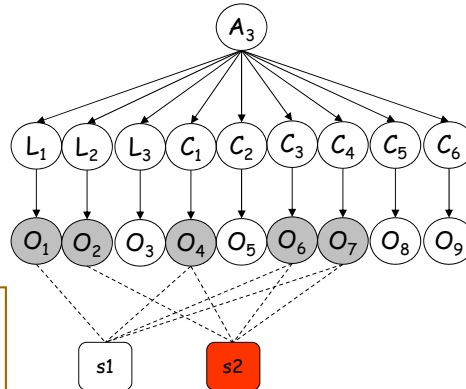 A3
L1 L2 L3 C1 C2 C3 C4 C5 C6
O1 O2 O3 O4 O5 O6 O7 O8 O9
s1 s2